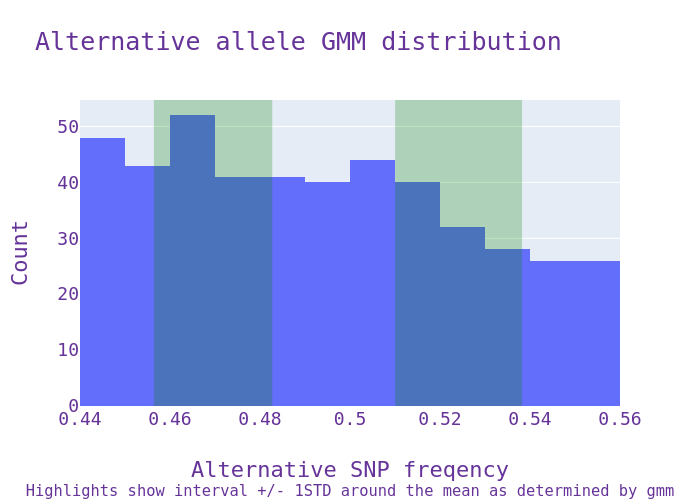 Alternative allele GMM distribution
50
40
30
20
10
0
Count
0.44 0.46 0.48 0.5 0.52 0.54 0.56
Alternative SNP freqency
Highlights show interval +/- 1STD around the mean as determined by gmm